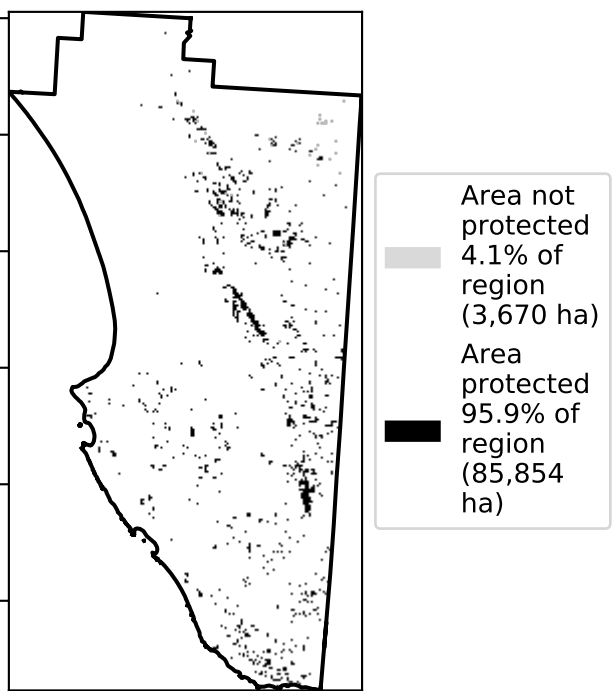 Area not
protected
4.1% of
region
(3,670 ha)
Area
protected
95.9% of
region
(85,854
ha)